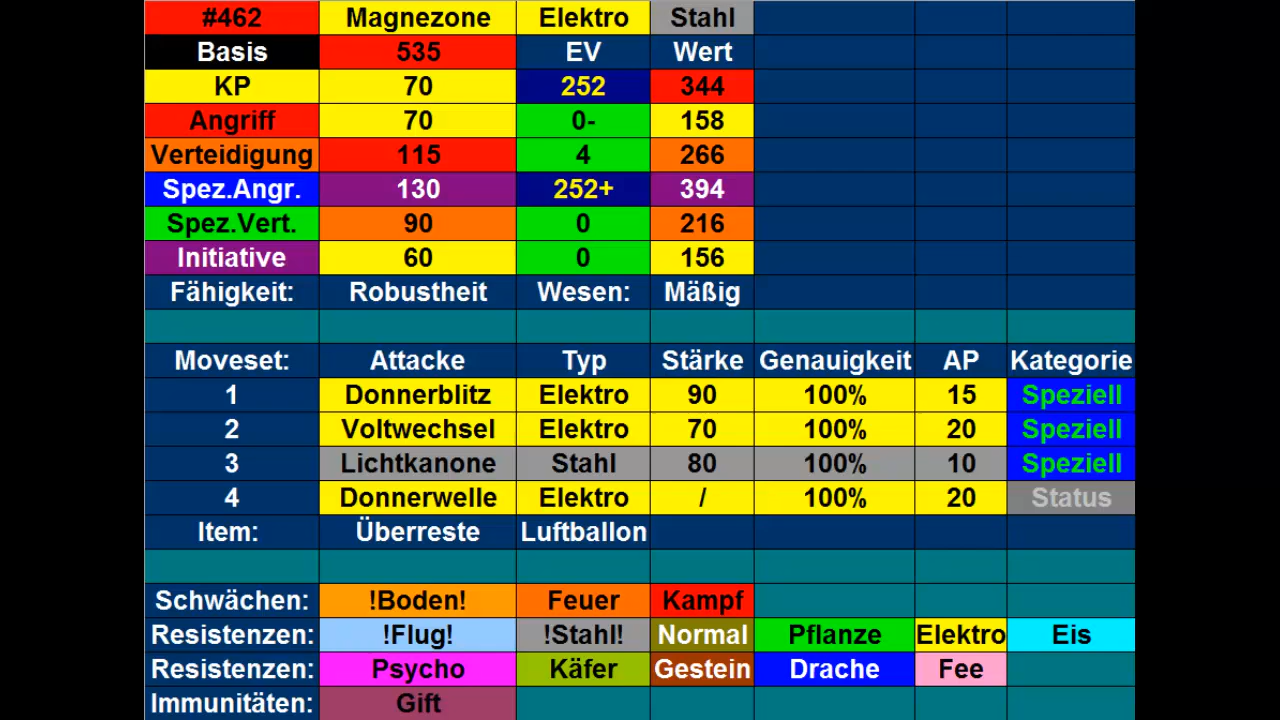 #462 Magnezone Elektro Stahl
Basis 535 EV Wert
KP 70 252 344
Angriff 70 0- 158
Verteidigung 115 4 266
Spez.Angr. 130 252+ 394
Spez.Vert. 90 0 216
Initiative 60 0 156
Fähigkeit: Robustheit Wesen: Mäßig
Moveset: Attacke Typ Stärke Genauigkeit AP Kategorie
1 Donnerblitz Elektro 90 100% 15 Speziell
2 Voltwechsel Elektro 70 100% 20 Speziell
3 Lichtkanone Stahl 80 100% 10 Speziell
4 Donnerwelle Elektro / 100% 20 Status
Item: Überreste Luftballon
Schwächen: !Boden! Feuer Kampf
Resistenzen: !Flug! !Stahl! Normal Pflanze Elektro Eis
Resistenzen: Psycho Käfer Gestein Drache Fee
Immunitäten: Gift